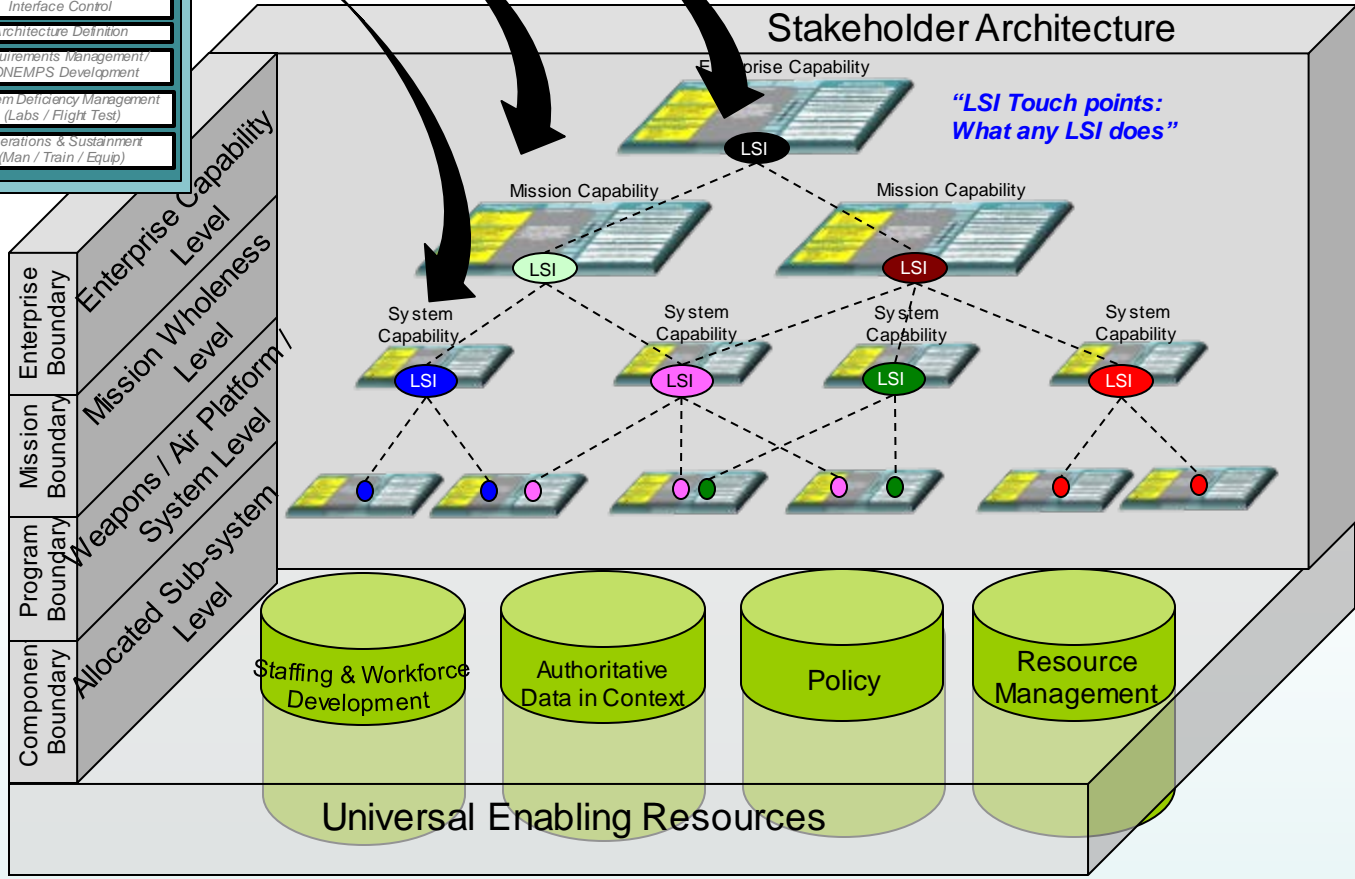 Interface Control
Architecture Definition
Requirements Management /
CONEMPS Development
System Deficiency Management
(Labs / Flight Test)
Operations & Sustainment
(Man / Train / Equip)
Stakeholder Architecture
Enterprise Capability
“LSI Touch points:
What any LSI does”
LSI
Mission Capability
Mission Capability
LSI
LSI
System
Capability
System
Capability
System
Capability
System
Capability
LSI
LSI
LSI
LSI
Enterprise
Boundary
Enterprise Capability
Level
Mission
Boundary
Mission Wholeness
Level
Program
Boundary
Weapons / Air Platform /
System Level
Componen
Boundary
Allocated Sub-system
Level
Staffing & Workforce
Development
Authoritative
Data in Context
Policy
Resource
Management
Universal Enabling Resources